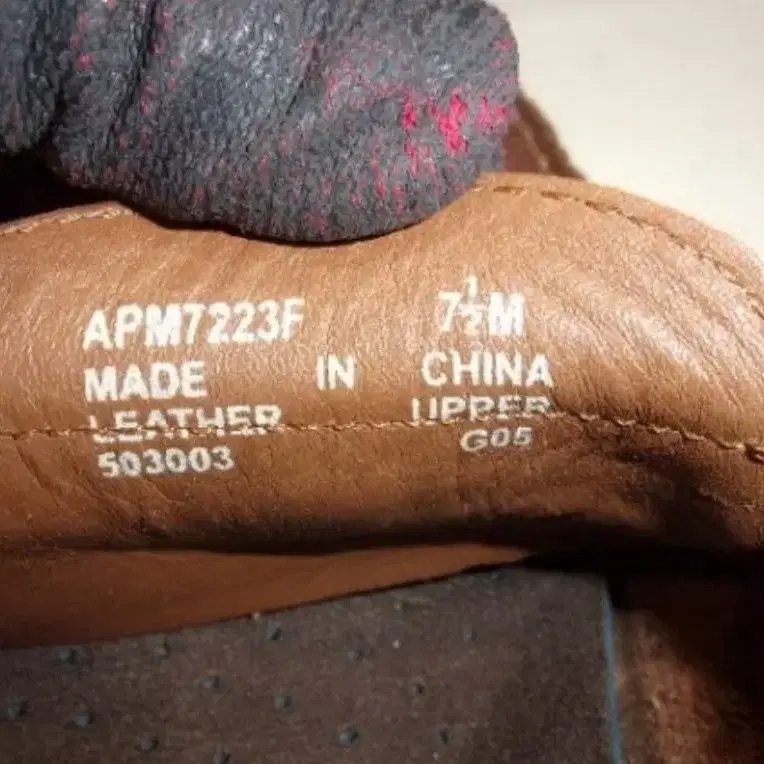 APM7223F 7½M
MADE IN CHINA
LEATHER UPPER
503003 G05